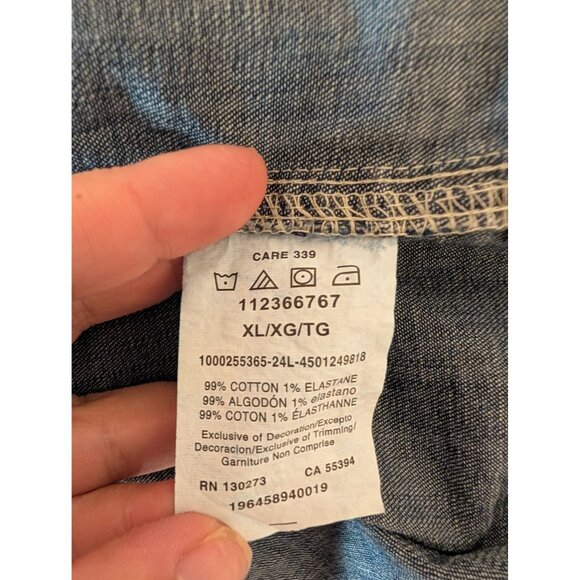 CARE 339
112366767
XL/XG/TG
1000255365-24L-4501249818
99% COTTON 1% ELASTANE
99% ALGODÓN 1% elastano
99% COTON 1% ÉLASTHANNE
Exclusive of Decoration/Excepto
Decoracion/Exclusive of Trimming/
Garniture Non Comprise
RN 130273 CA 55394
196458940019